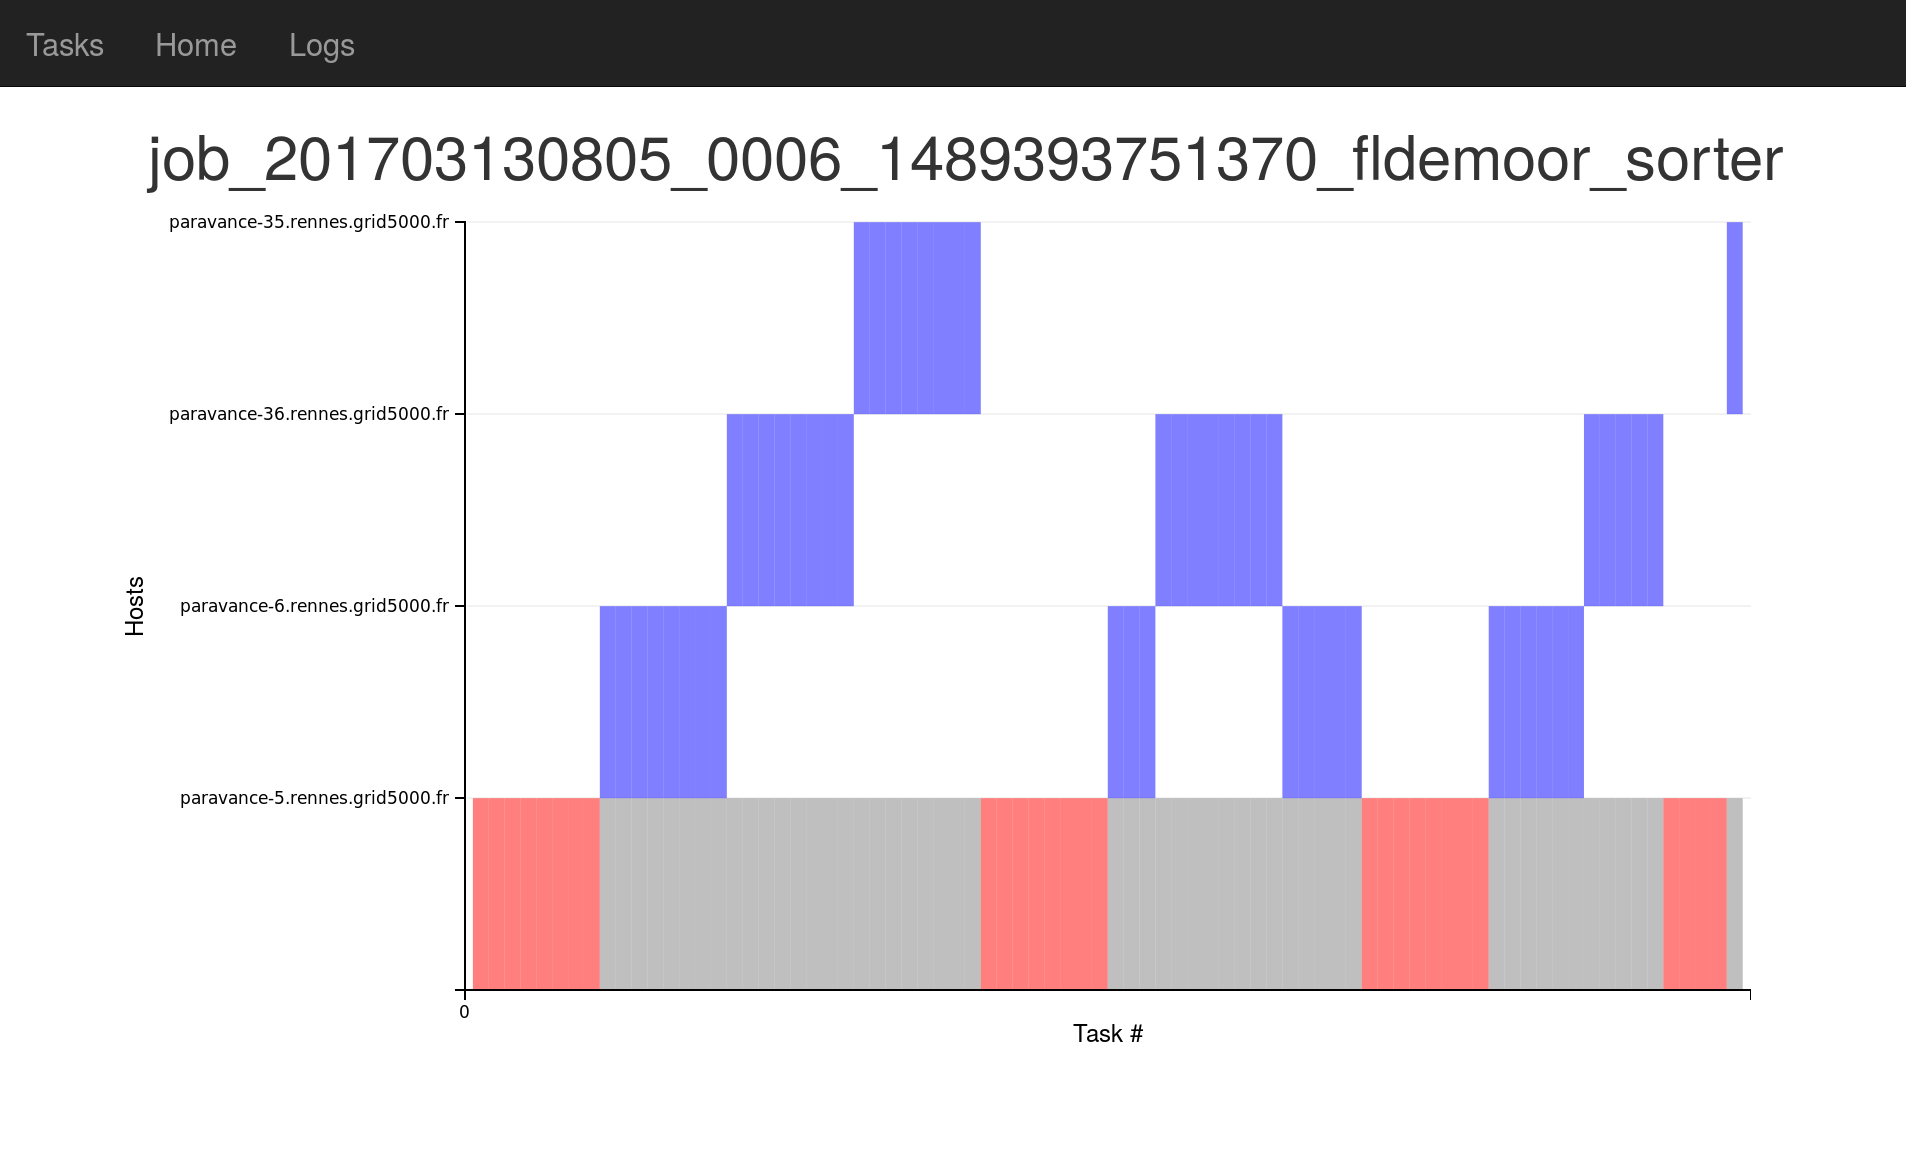 Tasks Home Logs
job_201703130805_0006_1489393751370_fldemoor_sorter
paravance-35.rennes.grid5000.fr
paravance-36.rennes.grid5000.fr
Hosts
paravance-6.rennes.grid5000.fr
paravance-5.rennes.grid5000.fr
0
Task #